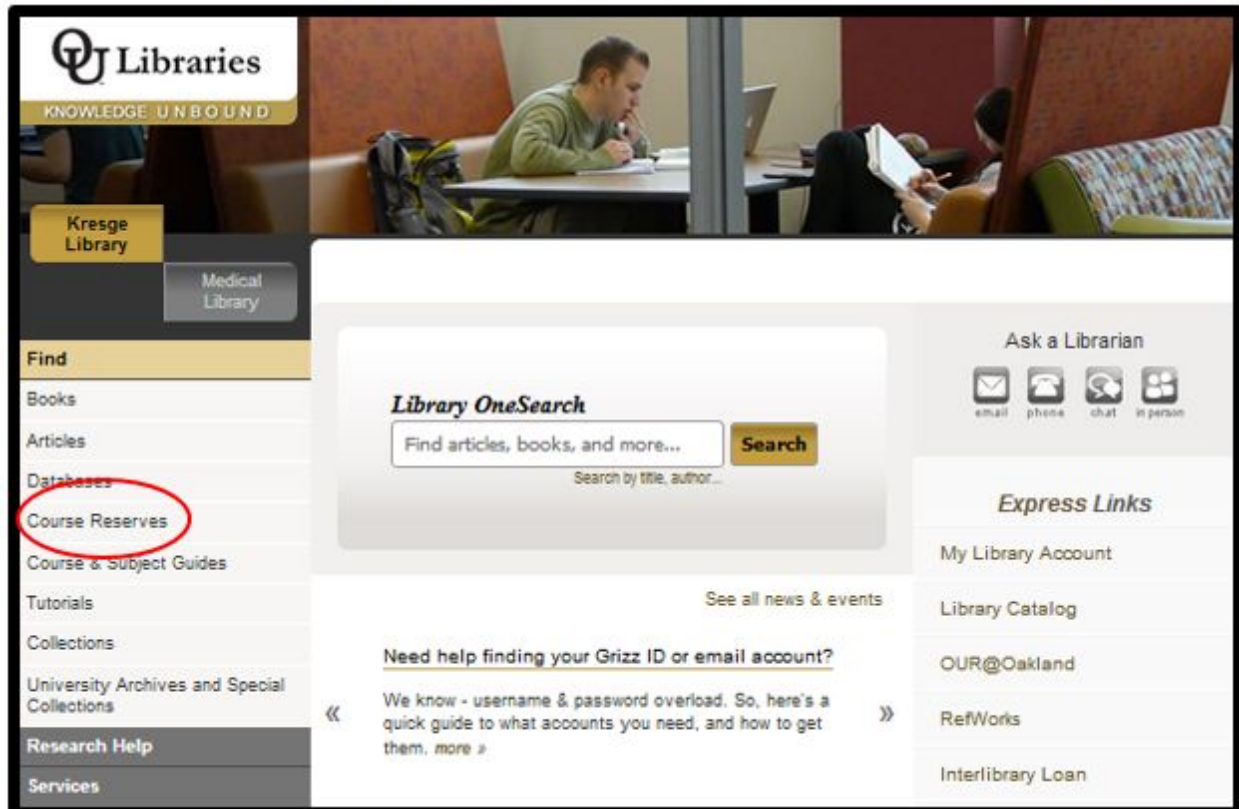 OU Libraries
KNOWLEDGE UNBOUND
Kresge
Library
Medical
Library
Find
Books
Articles
Databases
Course Reserves
Course & Subject Guides
Tutorials
Collections
University Archives and Special
Collections
Research Help
Services
Library OneSearch
Find articles, books, and more...
Search
Search by title, author...
See all news & events
Need help finding your Grizz ID or email account?
«
We know - username & password overload. So, here's a
quick guide to what accounts you need, and how to get
them. more »
»
Ask a Librarian
email phone chat in person
Express Links
My Library Account
Library Catalog
OUR@Oakland
RefWorks
Interlibrary Loan